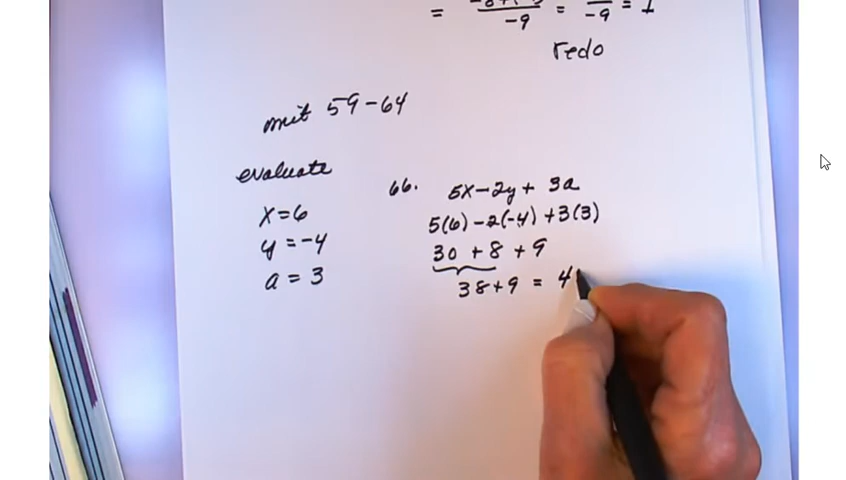 = -9 = -9 = 1
redo
omit 59-64
evaluate
66. 5x-2y+ 3a
x=6
5(6) -2(-4) +3(3)
y=-4
30 +8 +9
a=3
38+9 = 4